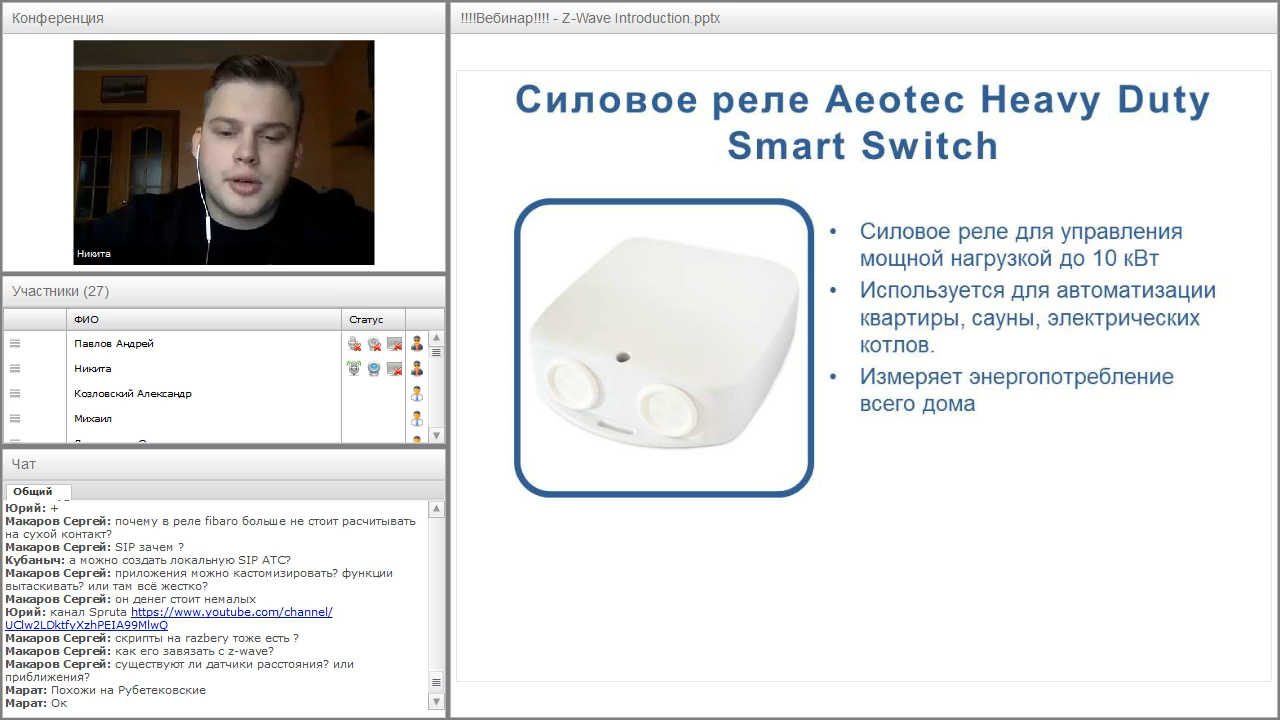 Конференция
Никита
Участники (27)
ФИО
Статус
Павлов Андрей
Никита
Козловский Александр
Михаил
Чат
Общий
Юрий: +
Макаров Сергей: почему в реле fibaro больше не стоит расчитывать
на сухой контакт?
Макаров Сергей: SIP зачем ?
Кубаныч: а можно создать локальную SIP АТС?
Макаров Сергей: приложения можно кастомизировать? функции
вытаскивать? или там всё жестко?
Макаров Сергей: он денег стоит немалых
Юрий: канал Spruta https://www.youtube.com/channel/
UClw2LDktfyXzhPEIA99MlwQ
Макаров Сергей: скрипты на razbery тоже есть ?
Макаров Сергей: как его завязать с z-wave?
Макаров Сергей: существуют ли датчики расстояния? или
приближения?
Марат: Похожи на Рубетековские
Марат: Ок
!!!!Вебинар!!!! - Z-Wave Introduction.pptx
Силовое реле Aeotec Heavy Duty
Smart Switch
• Силовое реле для управления
мощной нагрузкой до 10 кВт
• Используется для автоматизации
квартиры, сауны, электрических
котлов.
• Измеряет энергопотребление
всего дома